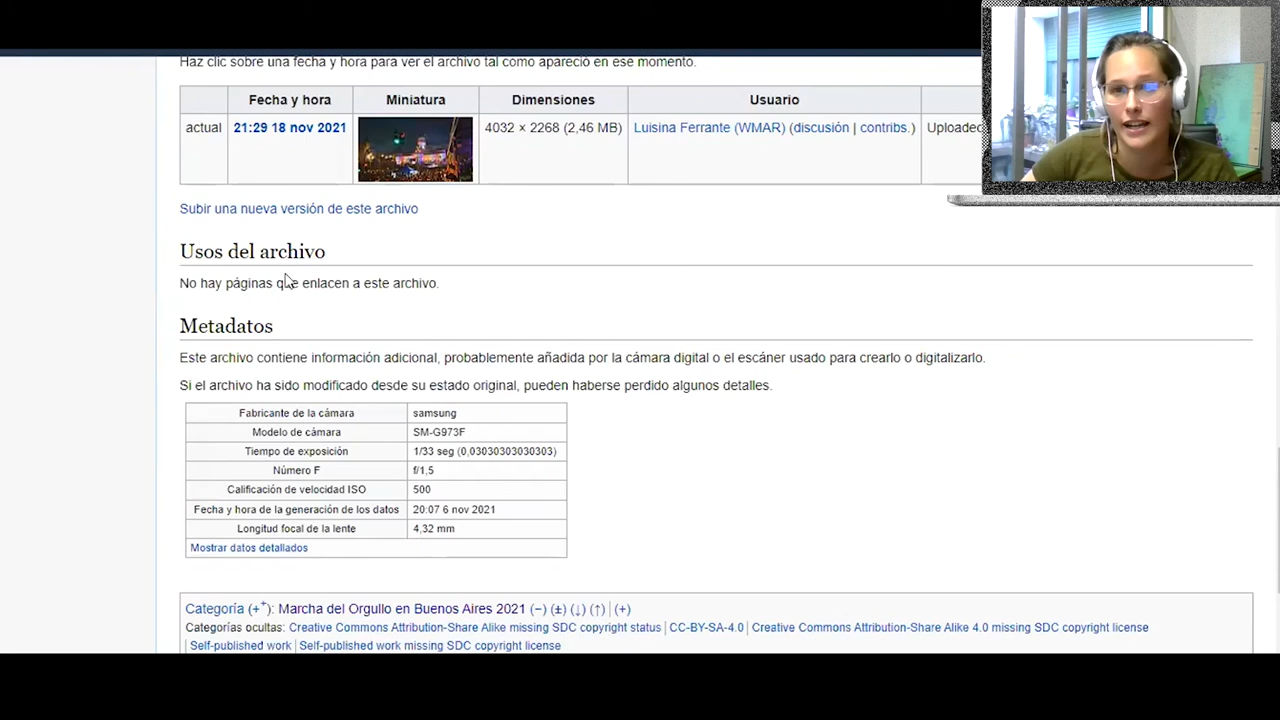 Haz clic sobre una fecha y hora para ver el archivo tal como apareció en ese momento.
Fecha y hora Miniatura Dimensiones Usuario
actual 21:29 18 nov 2021 4032 × 2268 (2,46 MB) Luisina Ferrante (WMAR) (discusión | contribs.) Uploaded
Subir una nueva versión de este archivo
Usos del archivo
No hay páginas que enlacen a este archivo.
Metadatos
Este archivo contiene información adicional, probablemente añadida por la cámara digital o el escáner usado para crearlo o digitalizarlo.
Si el archivo ha sido modificado desde su estado original, pueden haberse perdido algunos detalles.
Fabricante de la cámara samsung
Modelo de cámara SM-G973F
Tiempo de exposición 1/33 seg (0,03030303030303)
Número F f/1,5
Calificación de velocidad ISO 500
Fecha y hora de la generación de los datos 20:07 6 nov 2021
Longitud focal de la lente 4,32 mm
Mostrar datos detallados
Categoría (+⁺): Marcha del Orgullo en Buenos Aires 2021 (−) (±) (↓) (↑) | (+)
Categorías ocultas: Creative Commons Attribution-Share Alike missing SDC copyright status | CC-BY-SA-4.0 | Creative Commons Attribution-Share Alike 4.0 missing SDC copyright license
| Self-published work | Self-published work missing SDC copyright license